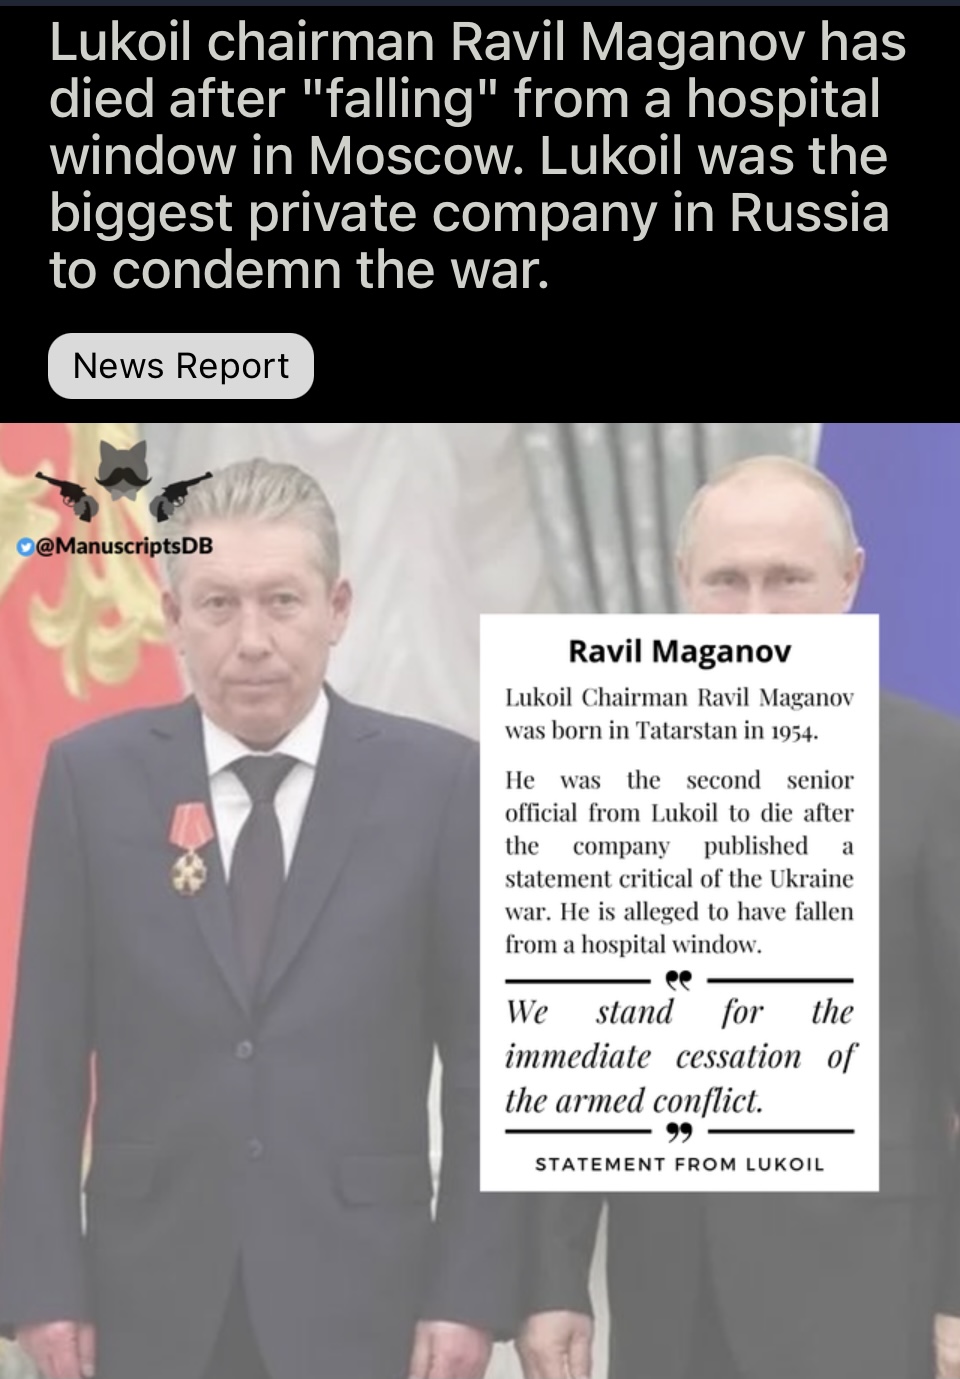 Lukoil chairman Ravil Maganov has
died after "falling" from a hospital
window in Moscow. Lukoil was the
biggest private company in Russia
to condemn the war.
News Report
@ManuscriptsDB
Ravil Maganov
Lukoil Chairman Ravil Maganov
was born in Tatarstan in 1954.
He was the second senior
official from Lukoil to die after
the company published a
statement critical of the Ukraine
war. He is alleged to have fallen
from a hospital window.
❝
We stand for the
immediate cessation of
the armed conflict.
❞
STATEMENT FROM LUKOIL